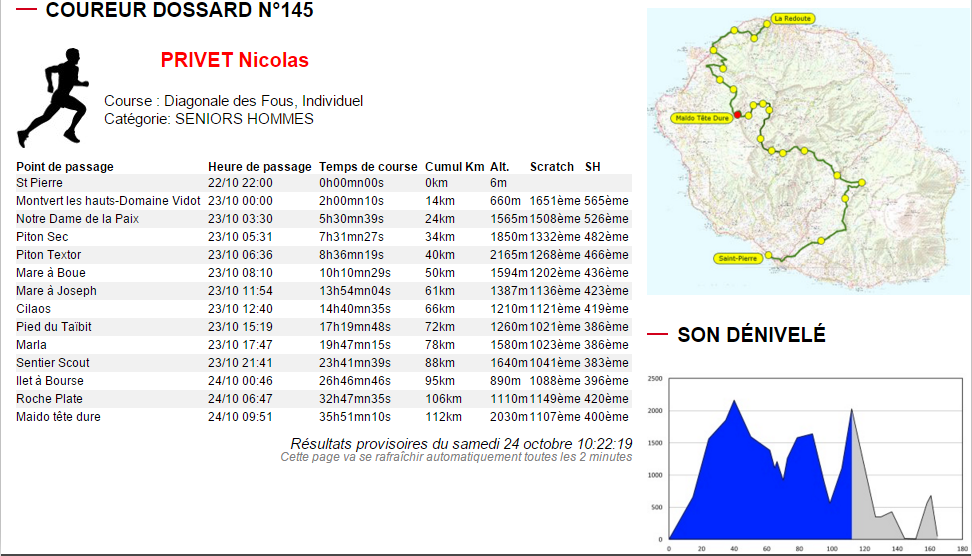 COUREUR DOSSARD N°145
PRIVET Nicolas
Course : Diagonale des Fous, Individuel
Catégorie: SENIORS HOMMES
Point de passage Heure de passage Temps de course Cumul Km Alt. Scratch SH
St Pierre 22/10 22:00 0h00mn00s 0km 6m
Montvert les hauts-Domaine Vidot 23/10 00:00 2h00mn10s 14km 660m 1651ème 565ème
Notre Dame de la Paix 23/10 03:30 5h30mn39s 24km 1565m 1508ème 526ème
Piton Sec 23/10 05:31 7h31mn27s 34km 1850m 1332ème 482ème
Piton Textor 23/10 06:36 8h36mn19s 40km 2165m 1268ème 466ème
Mare à Boue 23/10 08:10 10h10mn29s 50km 1594m 1202ème 436ème
Mare à Joseph 23/10 11:54 13h54mn04s 61km 1387m 1136ème 423ème
Cilaos 23/10 12:40 14h40mn35s 66km 1210m 1121ème 419ème
Pied du Taïbit 23/10 15:19 17h19mn48s 72km 1260m 1021ème 386ème
Marla 23/10 17:47 19h47mn15s 78km 1580m 1023ème 386ème
Sentier Scout 23/10 21:41 23h41mn39s 88km 1640m 1041ème 383ème
Ilet à Bourse 24/10 00:46 26h46mn46s 95km 890m 1088ème 396ème
Roche Plate 24/10 06:47 32h47mn35s 106km 1110m 1149ème 420ème
Maido tête dure 24/10 09:51 35h51mn10s 112km 2030m 1107ème 400ème
Résultats provisoires du samedi 24 octobre 10:22:19
Cette page va se rafraîchir automatiquement toutes les 2 minutes
La Redoute
Maïdo Tête Dure
Saint-Pierre
SON DÉNIVELÉ
2500
2000
1500
1000
500
0
0 20 40 60 80 100 120 140 160 180